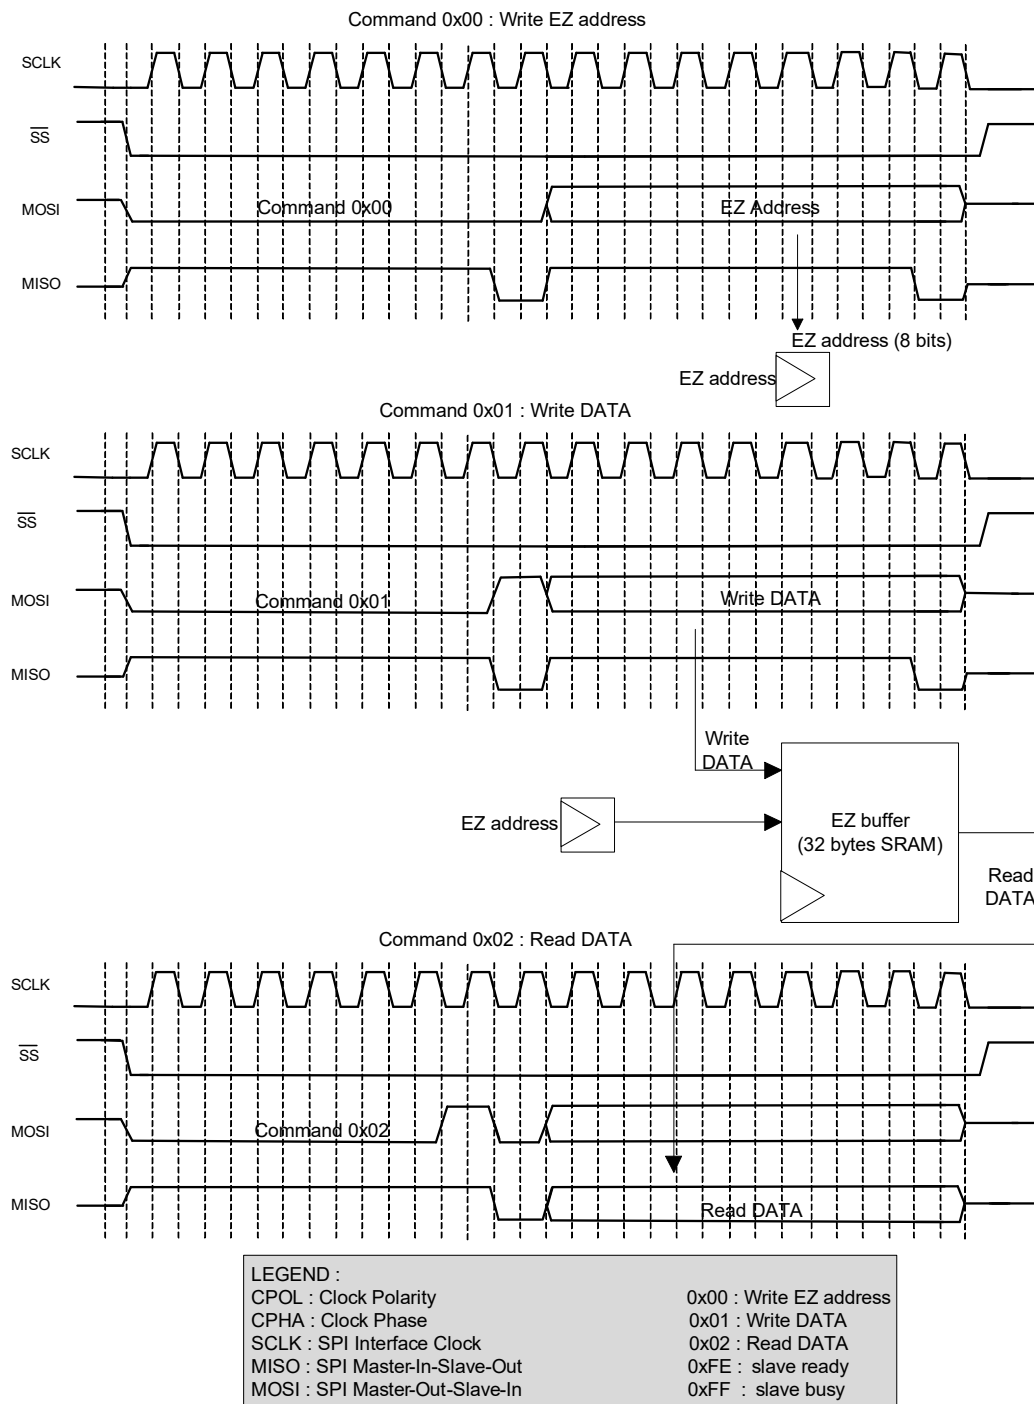 Command 0x00 : Write EZ address
SCLK
SS
MOSI
Command 0x00
EZ Address
MISO
EZ address (8 bits)
EZ address
Command 0x01 : Write DATA
SCLK
SS
MOSI
Command 0x01
Write DATA
MISO
Write
DATA
EZ address
EZ buffer
(32 bytes SRAM)
Read
DATA
Command 0x02 : Read DATA
SCLK
SS
MOSI
Command 0x02
MISO
Read DATA
LEGEND :
CPOL : Clock Polarity
0x00 : Write EZ address
CPHA : Clock Phase
0x01 : Write DATA
SCLK : SPI Interface Clock
0x02 : Read DATA
MISO : SPI Master-In-Slave-Out
0xFE : slave ready
MOSI : SPI Master-Out-Slave-In
0xFF : slave busy